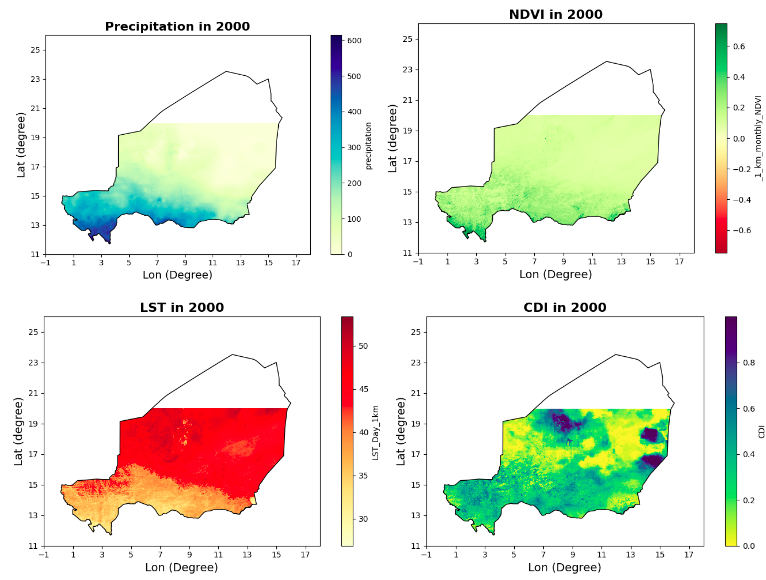 Precipitation in 2000
25
23
21
19
17
15
13
11
Lat (degree)
−1 1 3 5 7 9 11 13 15 17
Lon (Degree)
600
500
400
300
200
100
0
precipitation
NDVI in 2000
25
23
21
19
17
15
13
11
Lat (degree)
−1 1 3 5 7 9 11 13 15 17
Lon (Degree)
0.6
0.4
0.2
0.0
−0.2
−0.4
−0.6
_1_km_monthly_NDVI
LST in 2000
25
23
21
19
17
15
13
11
Lat (degree)
−1 1 3 5 7 9 11 13 15 17
Lon (Degree)
50
45
40
35
30
LST_Day_1km
CDI in 2000
25
23
21
19
17
15
13
11
Lat (degree)
−1 1 3 5 7 9 11 13 15 17
Lon (Degree)
0.8
0.6
0.4
0.2
0.0
CDI